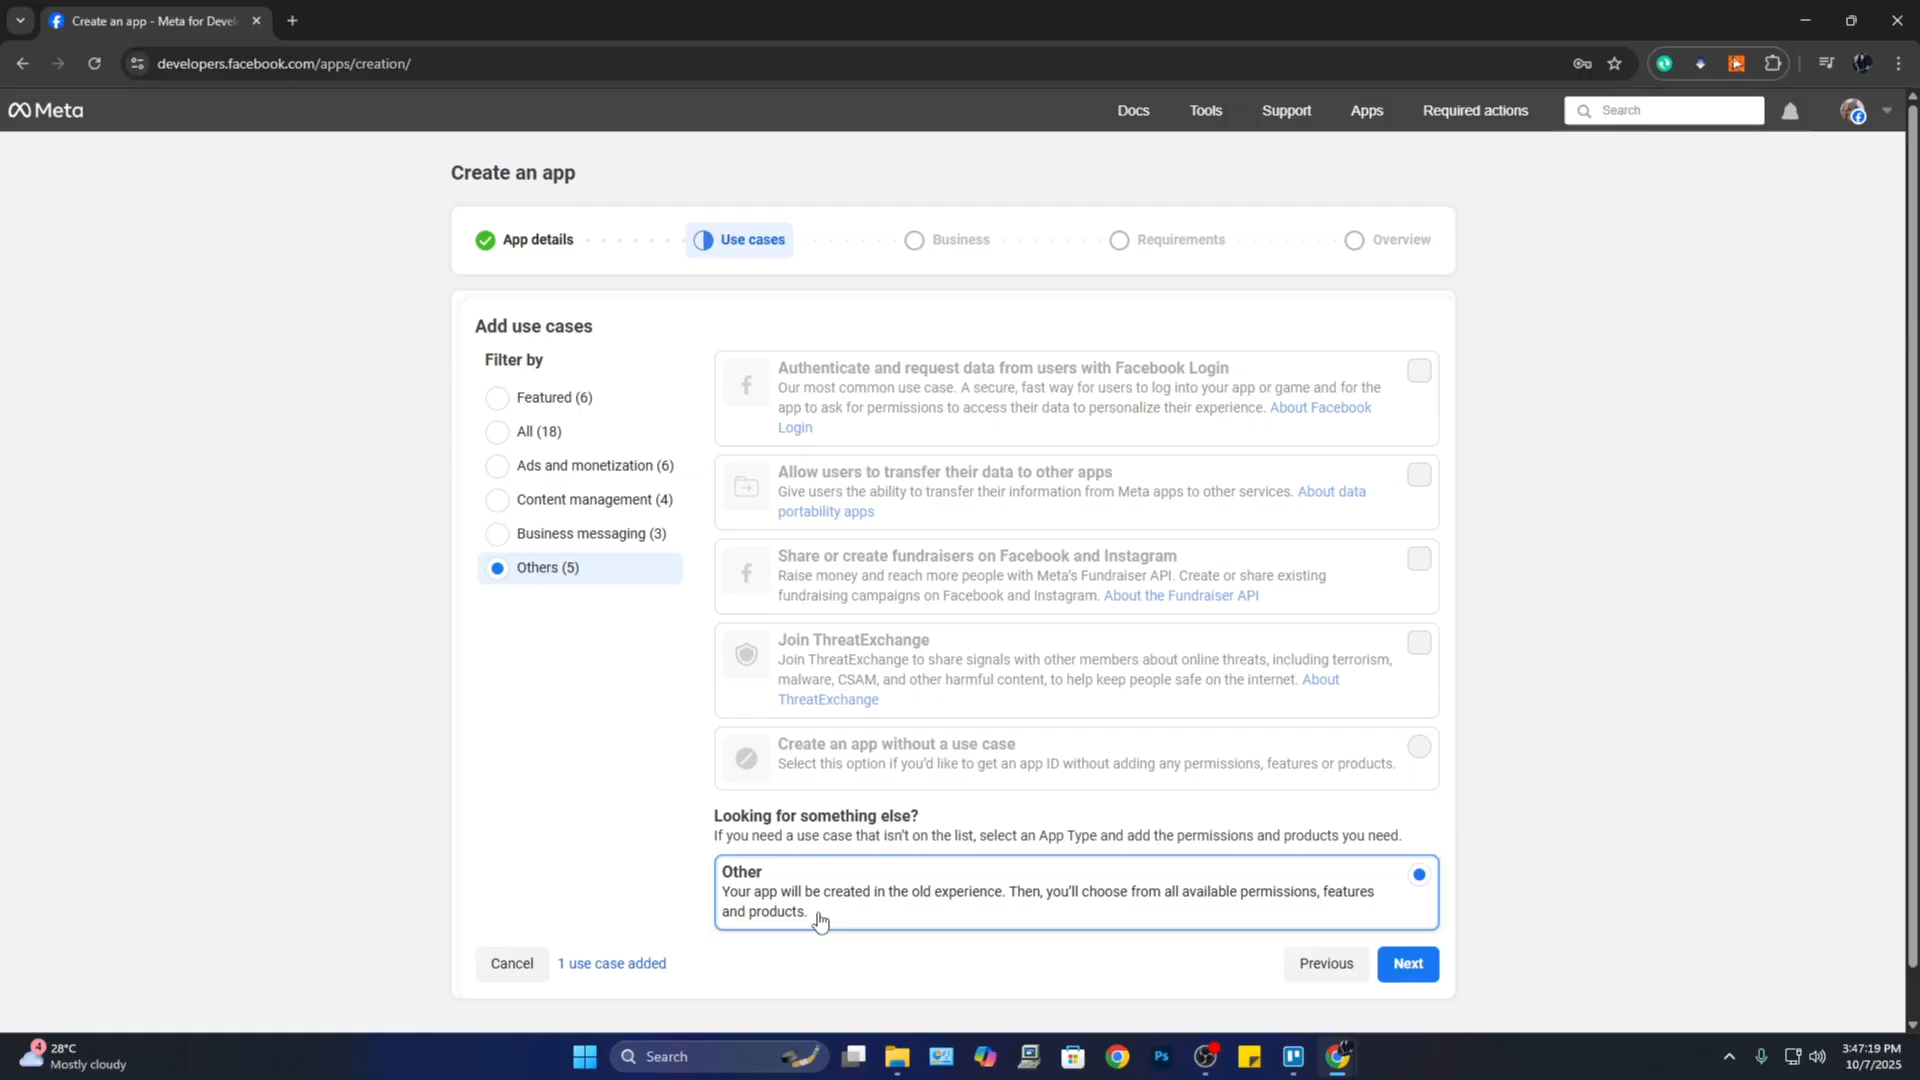 Create an app - Meta for Devel
developers.facebook.com/apps/creation/
Meta
Docs
Tools
Support
Apps
Required actions
Search
Create an app
App details
Use cases
Business
Requirements
Overview
Add use cases
Filter by
Featured (6)
All (18)
Ads and monetization (6)
Content management (4)
Business messaging (3)
Others (5)
Authenticate and request data from users with Facebook Login
Our most common use case. A secure, fast way for users to log into your app or game and for the
app to ask for permissions to access their data to personalize their experience. About Facebook
Login
Allow users to transfer their data to other apps
Give users the ability to transfer their information from Meta apps to other services. About data
portability apps
Share or create fundraisers on Facebook and Instagram
Raise money and reach more people with Meta's Fundraiser API. Create or share existing
fundraising campaigns on Facebook and Instagram. About the Fundraiser API
Join ThreatExchange
Join ThreatExchange to share signals with other members about online threats, including terrorism,
malware, CSAM, and other harmful content, to help keep people safe on the internet. About
ThreatExchange
Create an app without a use case
Select this option if you'd like to get an app ID without adding any permissions, features or products.
Looking for something else?
If you need a use case that isn't on the list, select an App Type and add the permissions and products you need.
Other
Your app will be created in the old experience. Then, you'll choose from all available permissions, features
and products.
Cancel
1 use case added
Previous
Next
4
28°C
Mostly cloudy
Search
Ps
3:47:19 PM
10/7/2025